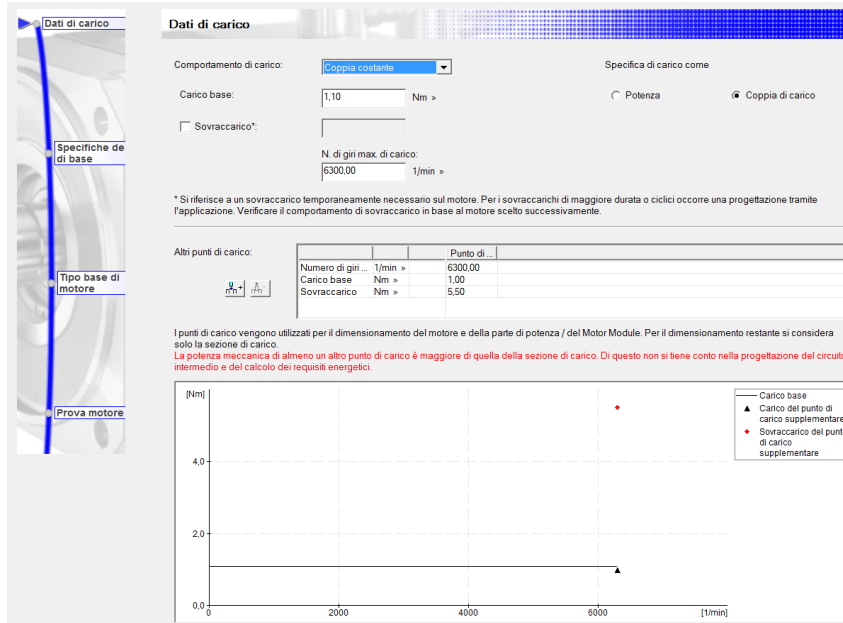 Dati di carico
Specifiche de
di base
Tipo base di
motore
Prova motore
Dati di carico
Comportamento di carico:
Coppia costante
Specifica di carico come
Carico base:
1,10
Nm »
Potenza
Coppia di carico
Sovraccarico*:
N. di giri max. di carico:
6300,00
1/min »
* Si riferisce a un sovraccarico temporaneamente necessario sul motore. Per i sovraccarichi di maggiore durata o ciclici occorre una progettazione tramite
l'applicazione. Verificare il comportamento di sovraccarico in base al motore scelto successivamente.
Altri punti di carico:
Punto di ...
Numero di giri ... 1/min » 6300,00
Carico base Nm » 1,00
Sovraccarico Nm » 5,50
I punti di carico vengono utilizzati per il dimensionamento del motore e della parte di potenza / del Motor Module. Per il dimensionamento restante si considera
solo la sezione di carico.
La potenza meccanica di almeno un altro punto di carico è maggiore di quella della sezione di carico. Di questo non si tiene conto nella progettazione del circuito
intermedio e del calcolo dei requisiti energetici.
[Nm]
4,0
2,0
0,0
0 2000 4000 6000 [1/min]
Carico base
Carico del punto di
carico supplementare
Sovraccarico del punt
di carico
supplementare